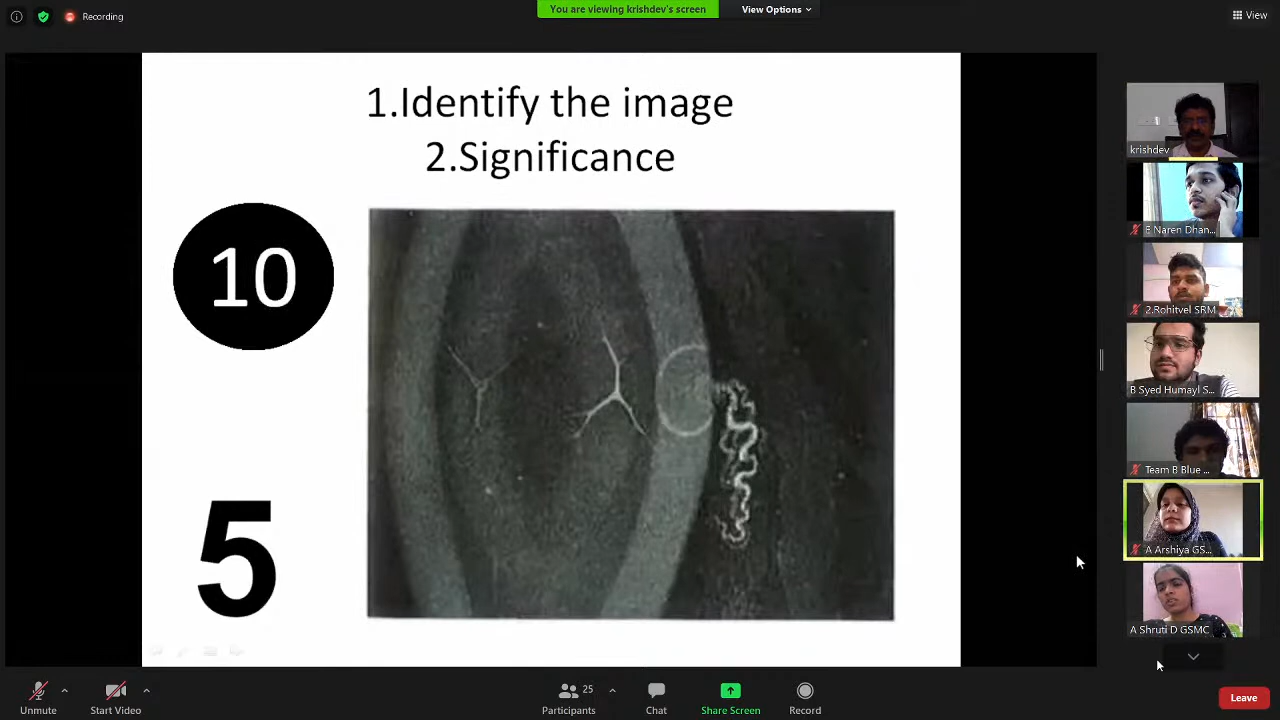 Recording
You are viewing krishdev's screen
View Options
View
1.Identify the image
2.Significance
10
5
krishdev
E Naren Dhan...
2.Rohitvel SRM
B Syed Humayl S...
Team B Blue ...
A Arshiya GS...
A Shruti D GSMC
Unmute
Start Video
25
Participants
Chat
Share Screen
Record
Leave